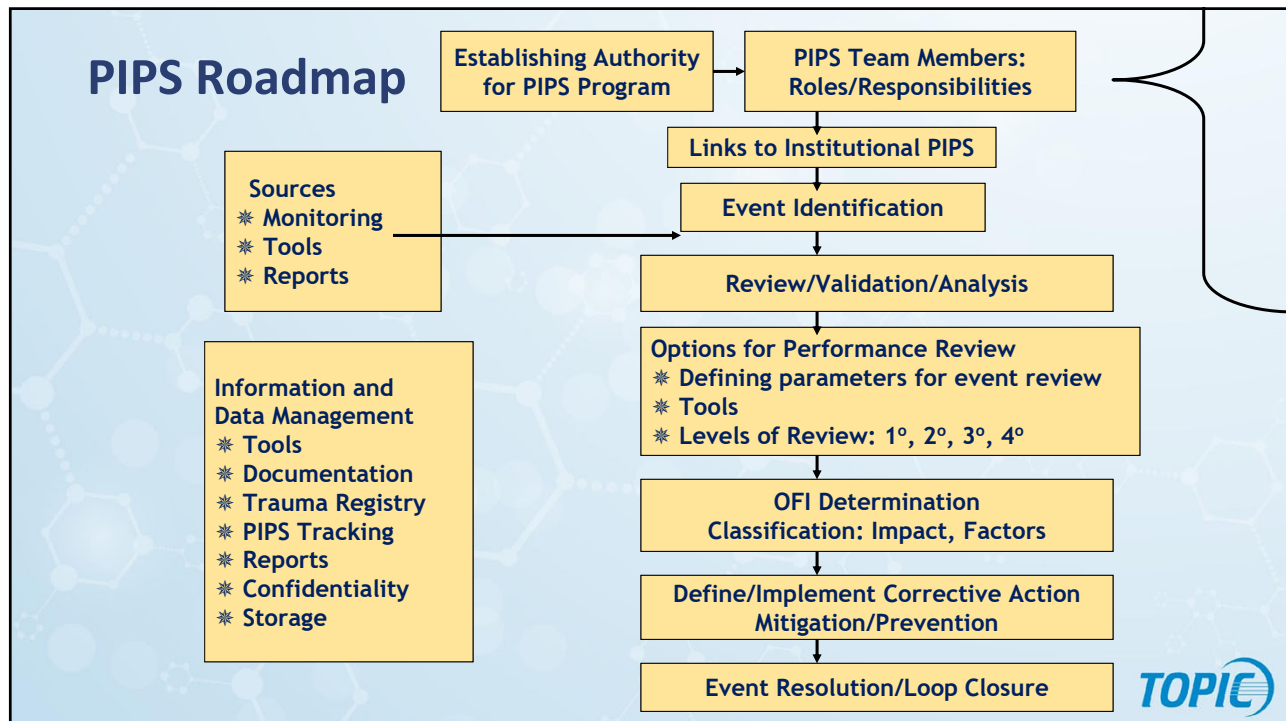 PIPS Roadmap
Establishing Authority
for PIPS Program
PIPS Team Members:
Roles/Responsibilities
Links to Institutional PIPS
Sources
✵ Monitoring
✵ Tools
✵ Reports
Event Identification
Review/Validation/Analysis
Options for Performance Review
✵ Defining parameters for event review
✵ Tools
✵ Levels of Review: 1º, 2º, 3º, 4º
Information and
Data Management
✵ Tools
✵ Documentation
✵ Trauma Registry
✵ PIPS Tracking
✵ Reports
✵ Confidentiality
✵ Storage
OFI Determination
Classification: Impact, Factors
Define/Implement Corrective Action
Mitigation/Prevention
Event Resolution/Loop Closure
TOPIC